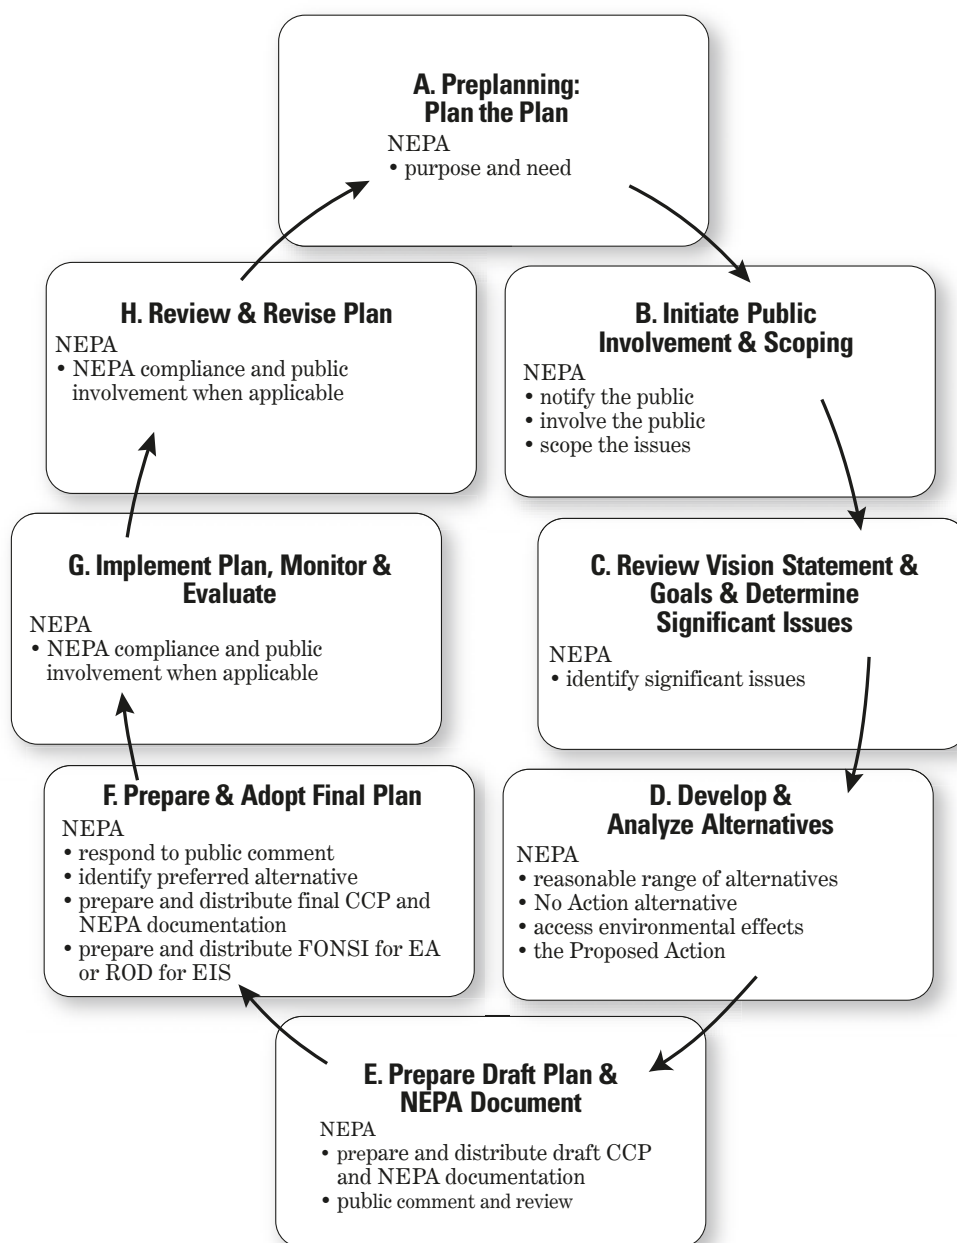 A. Preplanning:
Plan the Plan
NEPA
• purpose and need
B. Initiate Public
Involvement & Scoping
NEPA
• notify the public
• involve the public
• scope the issues
C. Review Vision Statement &
Goals & Determine
Significant Issues
NEPA
• identify significant issues
D. Develop &
Analyze Alternatives
NEPA
• reasonable range of alternatives
• No Action alternative
• access environmental effects
• the Proposed Action
E. Prepare Draft Plan &
NEPA Document
NEPA
• prepare and distribute draft CCP
and NEPA documentation
• public comment and review
F. Prepare & Adopt Final Plan
NEPA
• respond to public comment
• identify preferred alternative
• prepare and distribute final CCP and
NEPA documentation
• prepare and distribute FONSI for EA
or ROD for EIS
G. Implement Plan, Monitor &
Evaluate
NEPA
• NEPA compliance and public
involvement when applicable
H. Review & Revise Plan
NEPA
• NEPA compliance and public
involvement when applicable